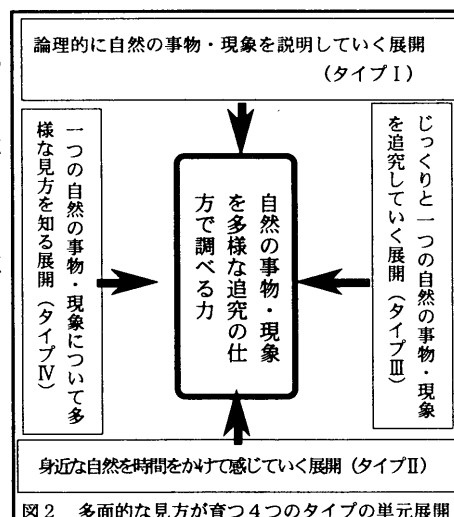 論理的に自然の事物・現象を説明していく展開
(タイプⅠ)
じっくりと一つの自然の事物・現象
を追究していく展開(タイプⅢ)
自然の事物・現象
を多様な追究の仕
方で調べる力
一つの自然の事物・現象について多
様な見方を知る展開(タイプⅣ)
身近な自然を時間をかけて感じていく展開(タイプⅡ)
図2 多面的な見方が育つ4つのタイプの単元展開